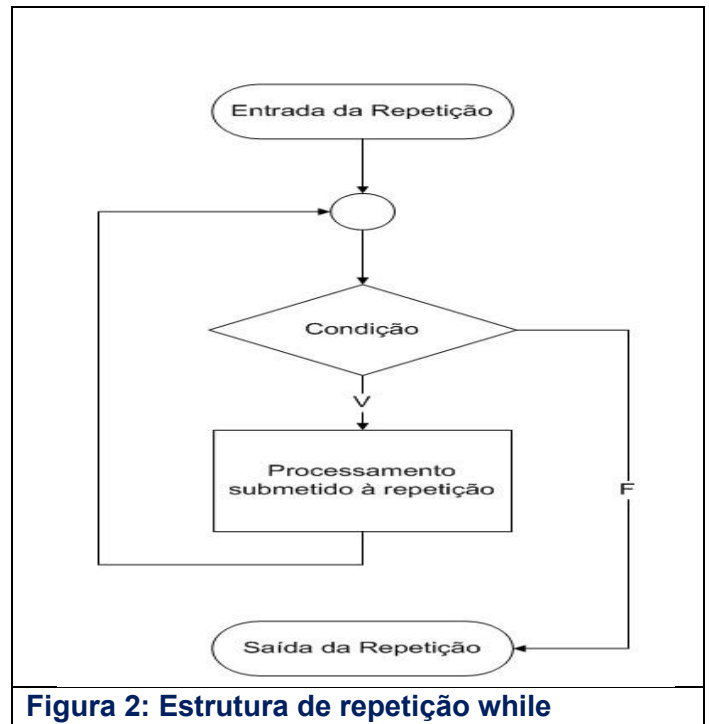 Entrada da Repetição
Condição
V
Processamento
submetido à repetição
F
Saída da Repetição
Figura 2: Estrutura de repetição while